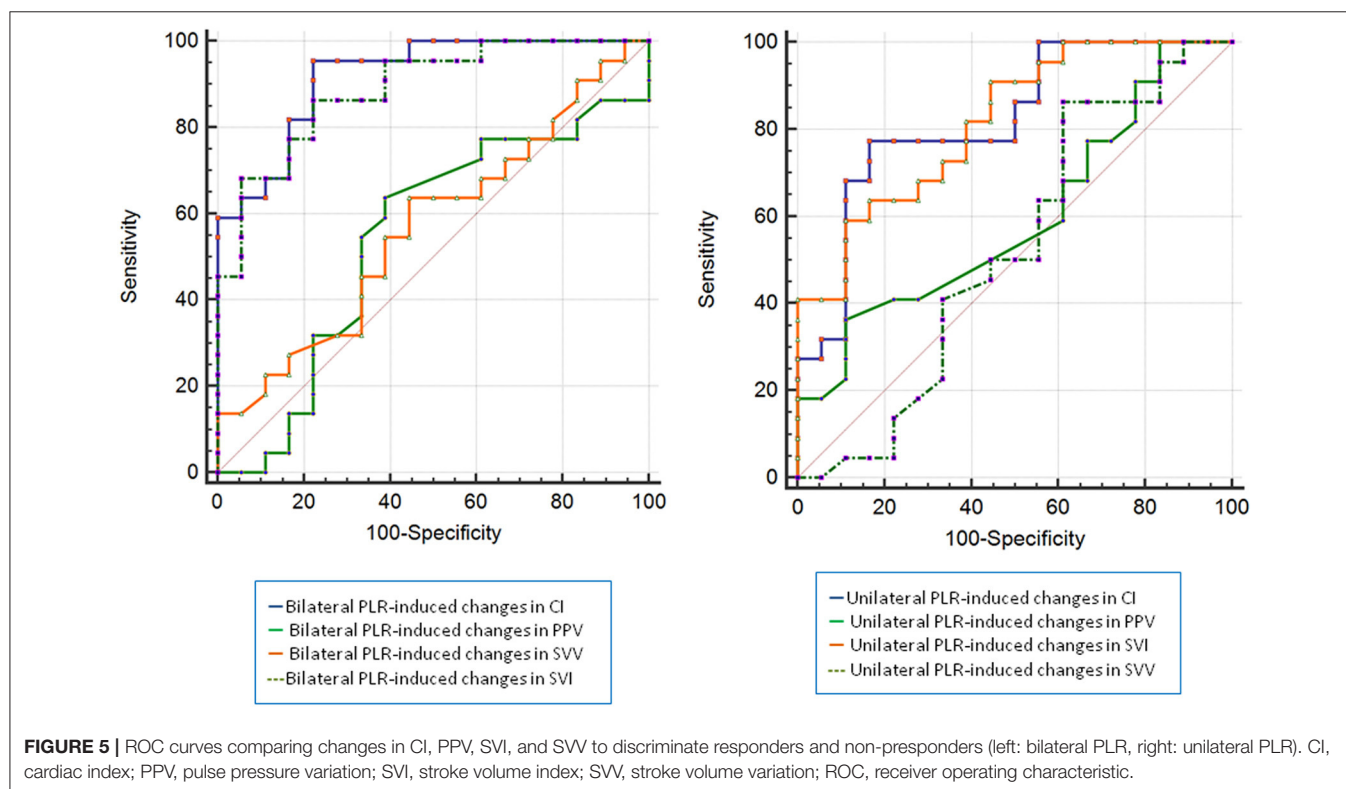 100
80
60
40
20
0
Sensitivity
0 20 40 60 80 100
100-Specificity
Bilateral PLR-induced changes in CI
Bilateral PLR-induced changes in PPV
Bilateral PLR-induced changes in SVV
Bilateral PLR-induced changes in SVI
100
80
60
40
20
0
Sensitivity
0 20 40 60 80 100
100-Specificity
Unilateral PLR-induced changes in CI
Unilateral PLR-induced changes in PPV
Unilateral PLR-induced changes in SVI
Unilateral PLR-induced changes in SVV
FIGURE 5 | ROC curves comparing changes in CI, PPV, SVI, and SVV to discriminate responders and non-presponders (left: bilateral PLR, right: unilateral PLR). CI,
cardiac index; PPV, pulse pressure variation; SVI, stroke volume index; SVV, stroke volume variation; ROC, receiver operating characteristic.